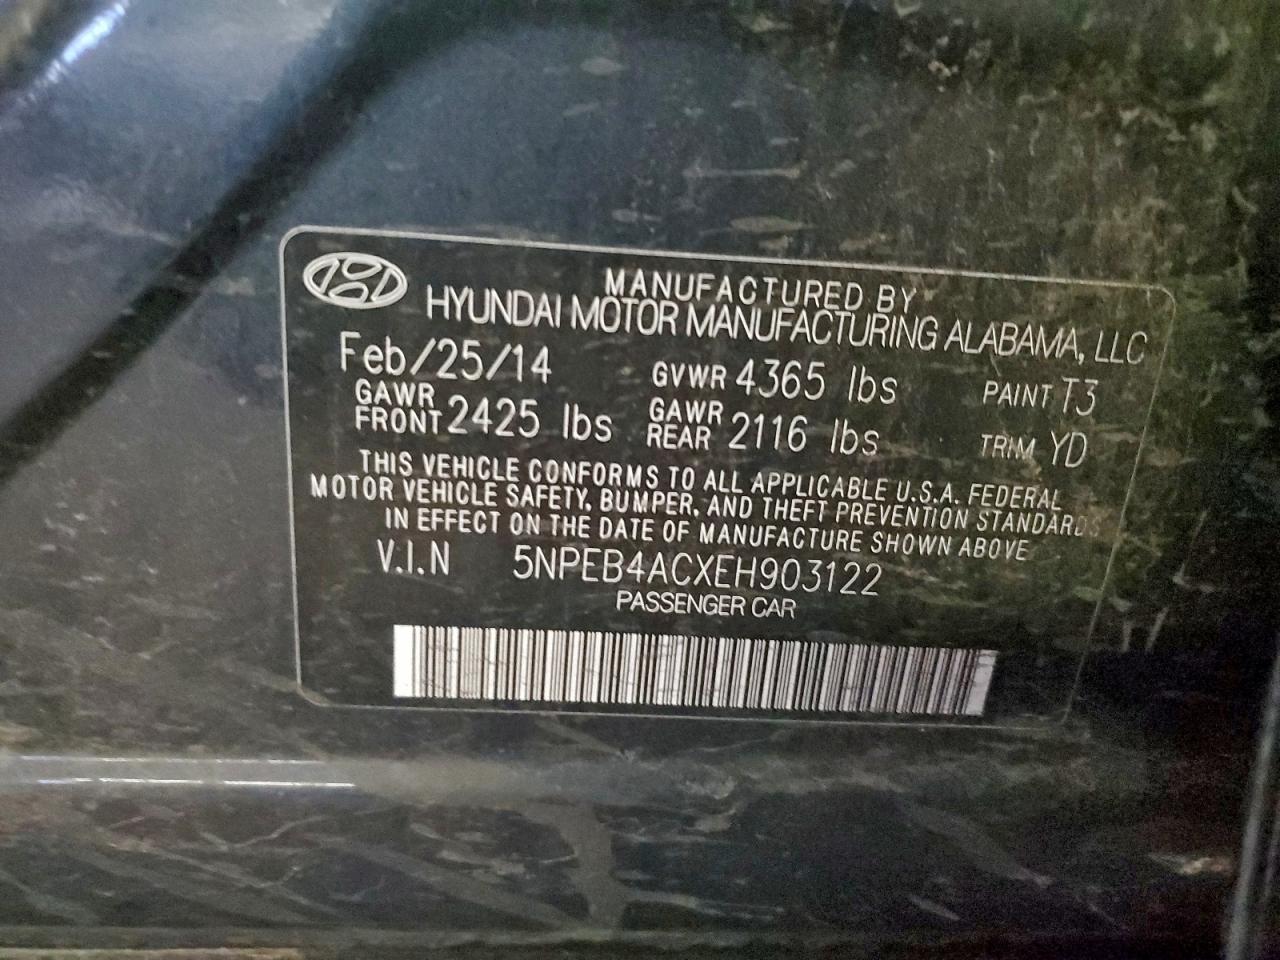 MANUFACTURED BY
HYUNDAI MOTOR MANUFACTURING ALABAMA, LLC
Feb/25/14 GVWR 4365 lbs PAINT T3
GAWR FRONT 2425 lbs GAWR REAR 2116 lbs TRIM YD
THIS VEHICLE CONFORMS TO ALL APPLICABLE U.S.A. FEDERAL
MOTOR VEHICLE SAFETY, BUMPER, AND THEFT PREVENTION STANDARDS
IN EFFECT ON THE DATE OF MANUFACTURE SHOWN ABOVE
V.I.N 5NPEB4ACXEH903122
PASSENGER CAR